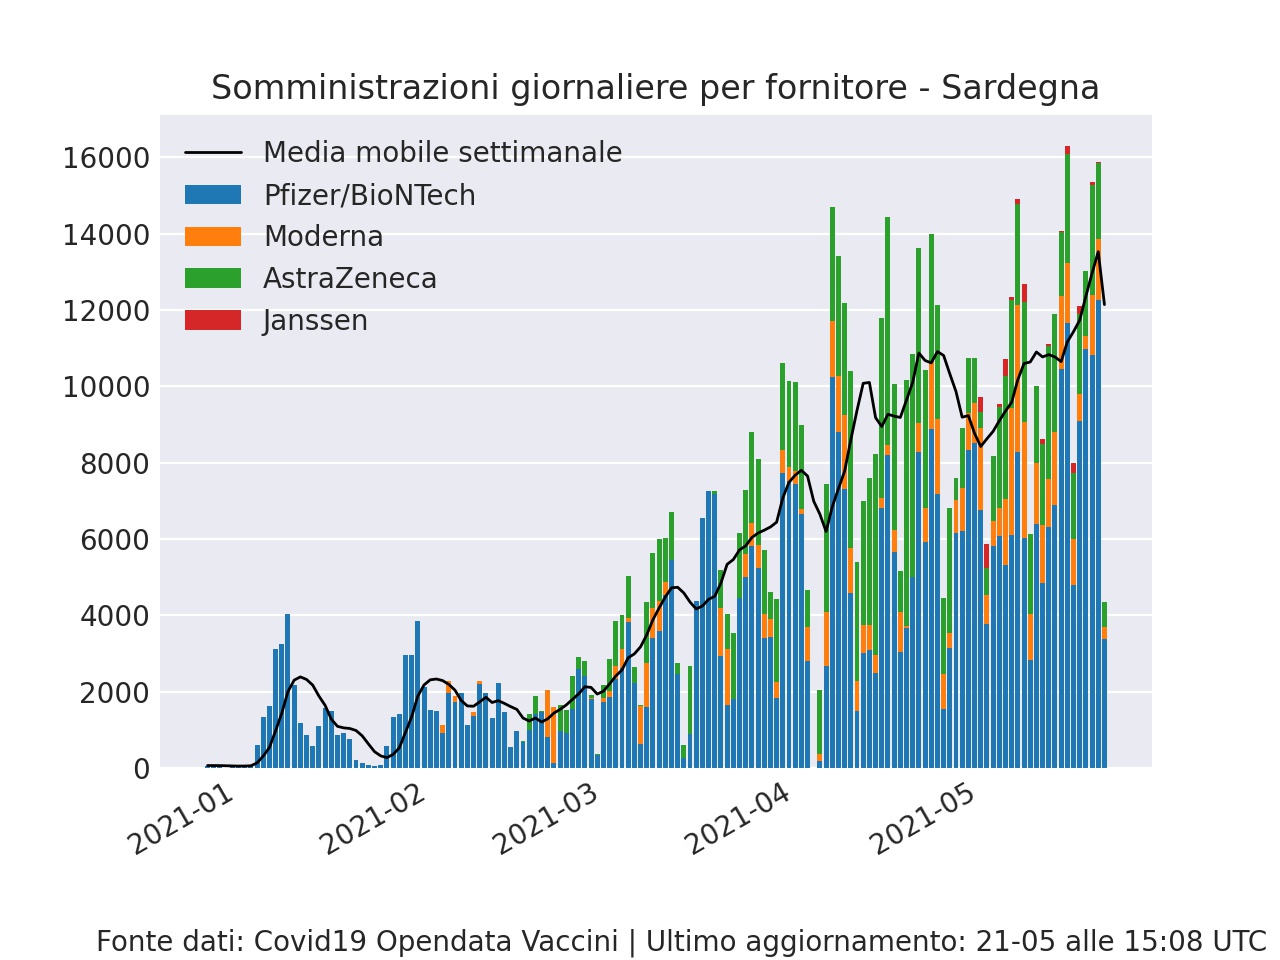 Somministrazioni giornaliere per fornitore - Sardegna
Media mobile settimanale
Pfizer/BioNTech
Moderna
AstraZeneca
Janssen
16000
14000
12000
10000
8000
6000
4000
2000
0
2021-01
2021-02
2021-03
2021-04
2021-05
Fonte dati: Covid19 Opendata Vaccini | Ultimo aggiornamento: 21-05 alle 15:08 UTC